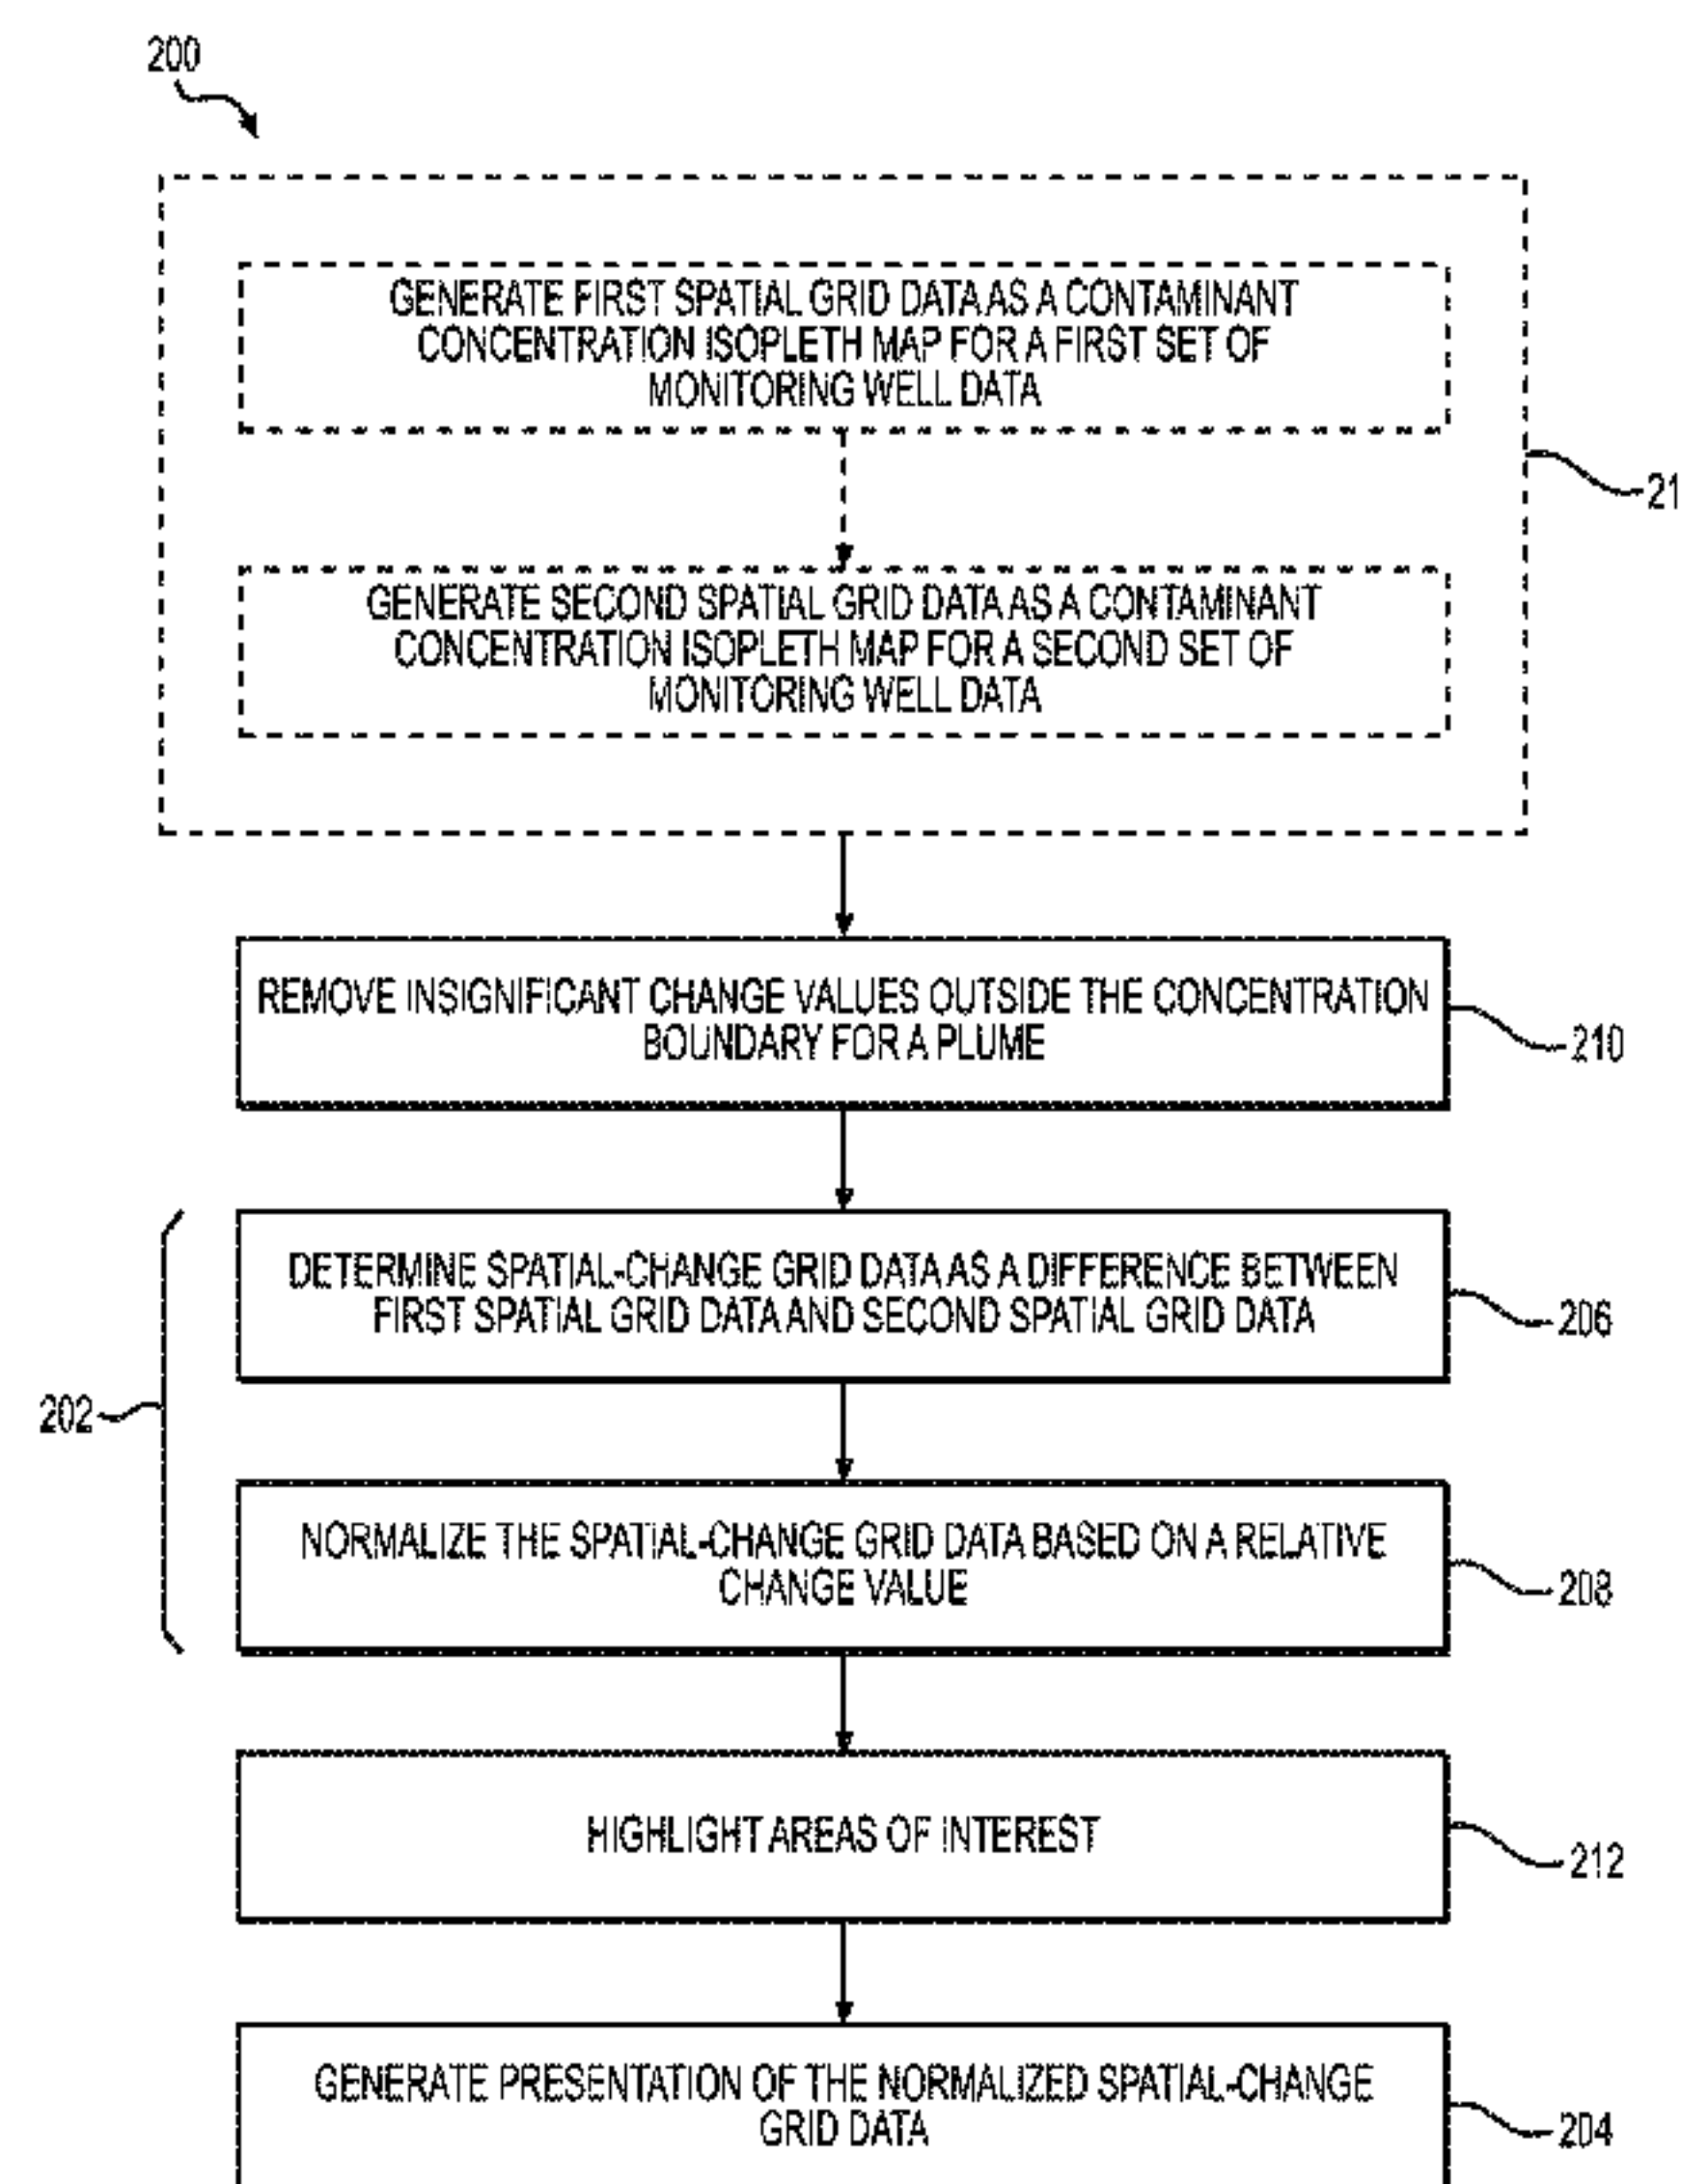 200
GENERATE FIRST SPATIAL GRID DATA AS A CONTAMINANT
CONCENTRATION ISOPLETH MAP FOR A FIRST SET OF
MONITORING WELL DATA
21
GENERATE SECOND SPATIAL GRID DATA AS A CONTAMINANT
CONCENTRATION ISOPLETH MAP FOR A SECOND SET OF
MONITORING WELL DATA
REMOVE INSIGNIFICANT CHANGE VALUES OUTSIDE THE CONCENTRATION
BOUNDARY FOR A PLUME
210
DETERMINE SPATIAL-CHANGE GRID DATA AS A DIFFERENCE BETWEEN
FIRST SPATIAL GRID DATA AND SECOND SPATIAL GRID DATA
206
202
NORMALIZE THE SPATIAL-CHANGE GRID DATA BASED ON A RELATIVE
CHANGE VALUE
208
HIGHLIGHT AREAS OF INTEREST
212
GENERATE PRESENTATION OF THE NORMALIZED SPATIAL-CHANGE
GRID DATA
204